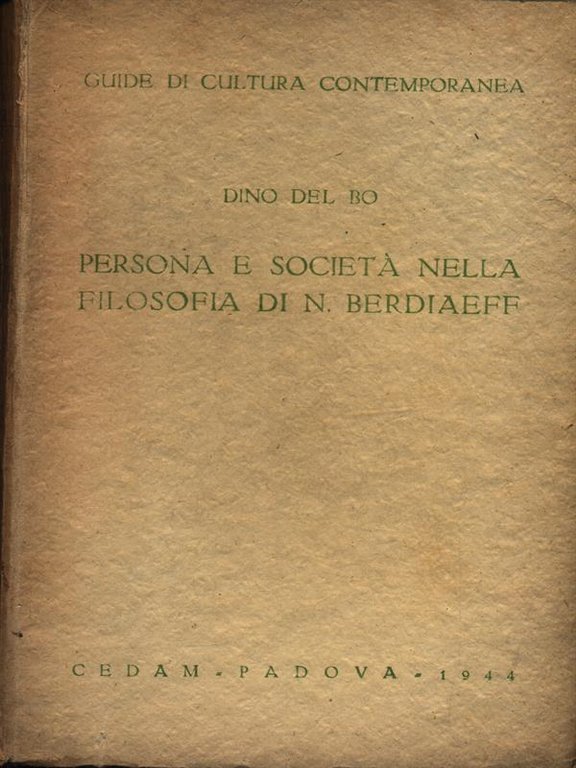 GUIDE DI CULTURA CONTEMPORANEA
DINO DEL BO
PERSONA E SOCIETÀ NELLA
FILOSOFIA DI N. BERDIAEFF
CEDAM - PADOVA - 1944